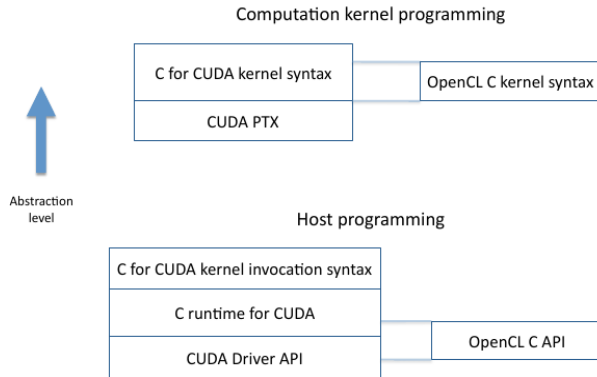 Computation kernel programming
C for CUDA kernel syntax
OpenCL C kernel syntax
CUDA PTX
Abstraction
level
Host programming
C for CUDA kernel invocation syntax
C runtime for CUDA
OpenCL C API
CUDA Driver API